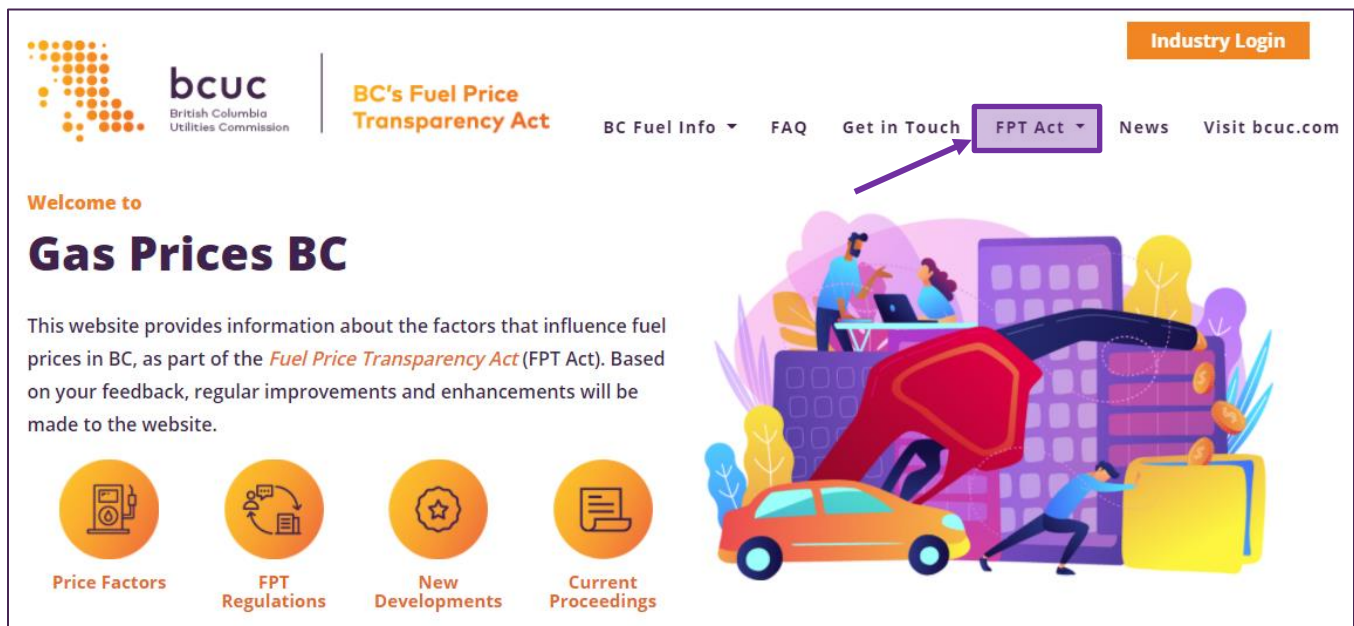 Industry Login
bcuc
British Columbia
Utilities Commission
BC's Fuel Price
Transparency Act
BC Fuel Info
FAQ
Get in Touch
FPT Act
News
Visit bcuc.com
Welcome to
Gas Prices BC
This website provides information about the factors that influence fuel
prices in BC, as part of the Fuel Price Transparency Act (FPT Act). Based
on your feedback, regular improvements and enhancements will be
made to the website.
Price Factors
FPT
Regulations
New
Developments
Current
Proceedings